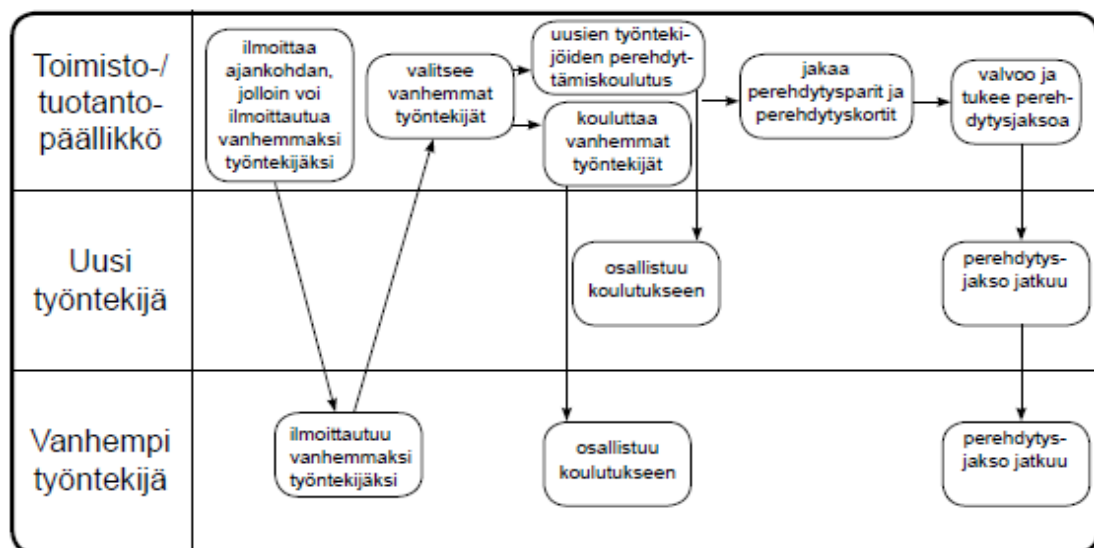 Toimisto-/
tuotanto-
päällikkö
ilmoittaa
ajankohdan,
jolloin voi
ilmoittautua
vanhemmaksi
työntekijäksi
valitsee
vanhemmat
työntekijät
uusien työnteki-
jöiden perehdyt-
tämiskoulutus
kouluttaa
vanhemmat
työntekijät
jakaa
perehdytysparit ja
perehdytyskortit
valvoo ja
tukee pereh-
dytysjaksoa
Uusi
työntekijä
osallistuu
koulutukseen
perehdytys-
jakso jatkuu
Vanhempi
työntekijä
ilmoittautuu
vanhemmaksi
työntekijäksi
osallistuu
koulutukseen
perehdytys-
jakso jatkuu